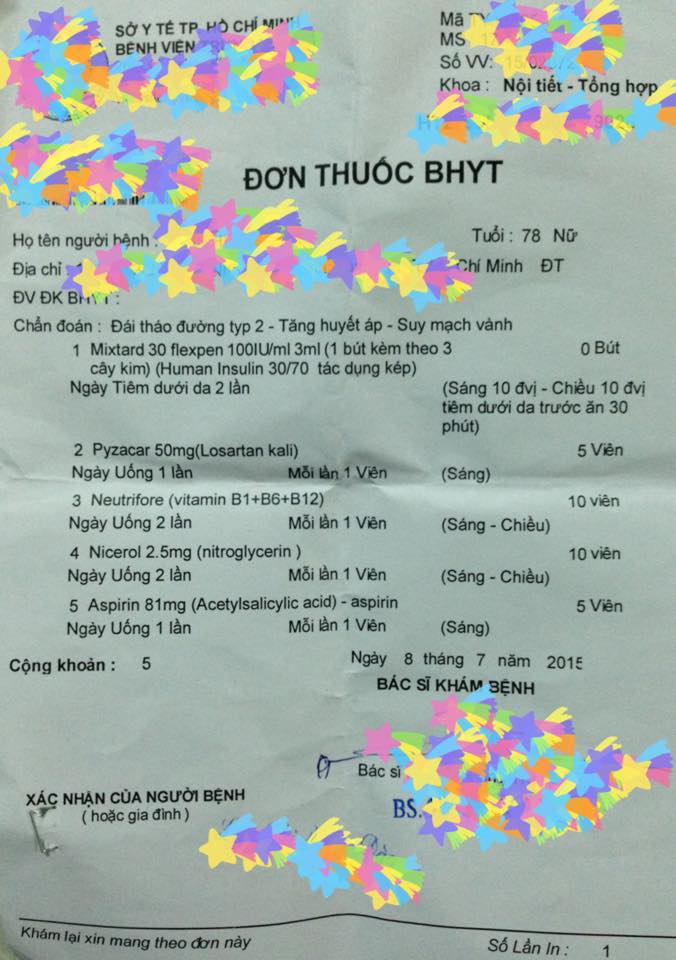 SỞ Y TẾ TP. HỒ CHÍ MINH
BỆNH VIỆN
Mã
MS
Số VV:
Khoa : Nội tiết - Tổng hợp
ĐƠN THUỐC BHYT
Họ tên người bệnh :
Tuổi : 78 Nữ
Địa chỉ :
Chí Minh ĐT
ĐV ĐK BHYT :
Chẩn đoán : Đái tháo đường typ 2 - Tăng huyết áp - Suy mạch vành
1 Mixtard 30 flexpen 100IU/ml 3ml (1 bút kèm theo 3 0 Bút
cây kim) (Human Insulin 30/70 tác dụng kép)
Ngày Tiêm dưới da 2 lần (Sáng 10 đvị - Chiều 10 đvị
tiêm dưới da trước ăn 30
phút)
2 Pyzacar 50mg(Losartan kali) 5 Viên
Ngày Uống 1 lần Mỗi lần 1 Viên (Sáng)
3 Neutrifore (vitamin B1+B6+B12) 10 viên
Ngày Uống 2 lần Mỗi lần 1 Viên (Sáng - Chiều)
4 Nicerol 2.5mg (nitroglycerin ) 10 viên
Ngày Uống 2 lần Mỗi lần 1 Viên (Sáng - Chiều)
5 Aspirin 81mg (Acetylsalicylic acid) - aspirin 5 Viên
Ngày Uống 1 lần Mỗi lần 1 Viên (Sáng)
Cộng khoản : 5
Ngày 8 tháng 7 năm 2015
BÁC SĨ KHÁM BỆNH
Bác sĩ
BS.
XÁC NHẬN CỦA NGƯỜI BỆNH
( hoặc gia đình )
Khám lại xin mang theo đơn này
Số Lần In : 1